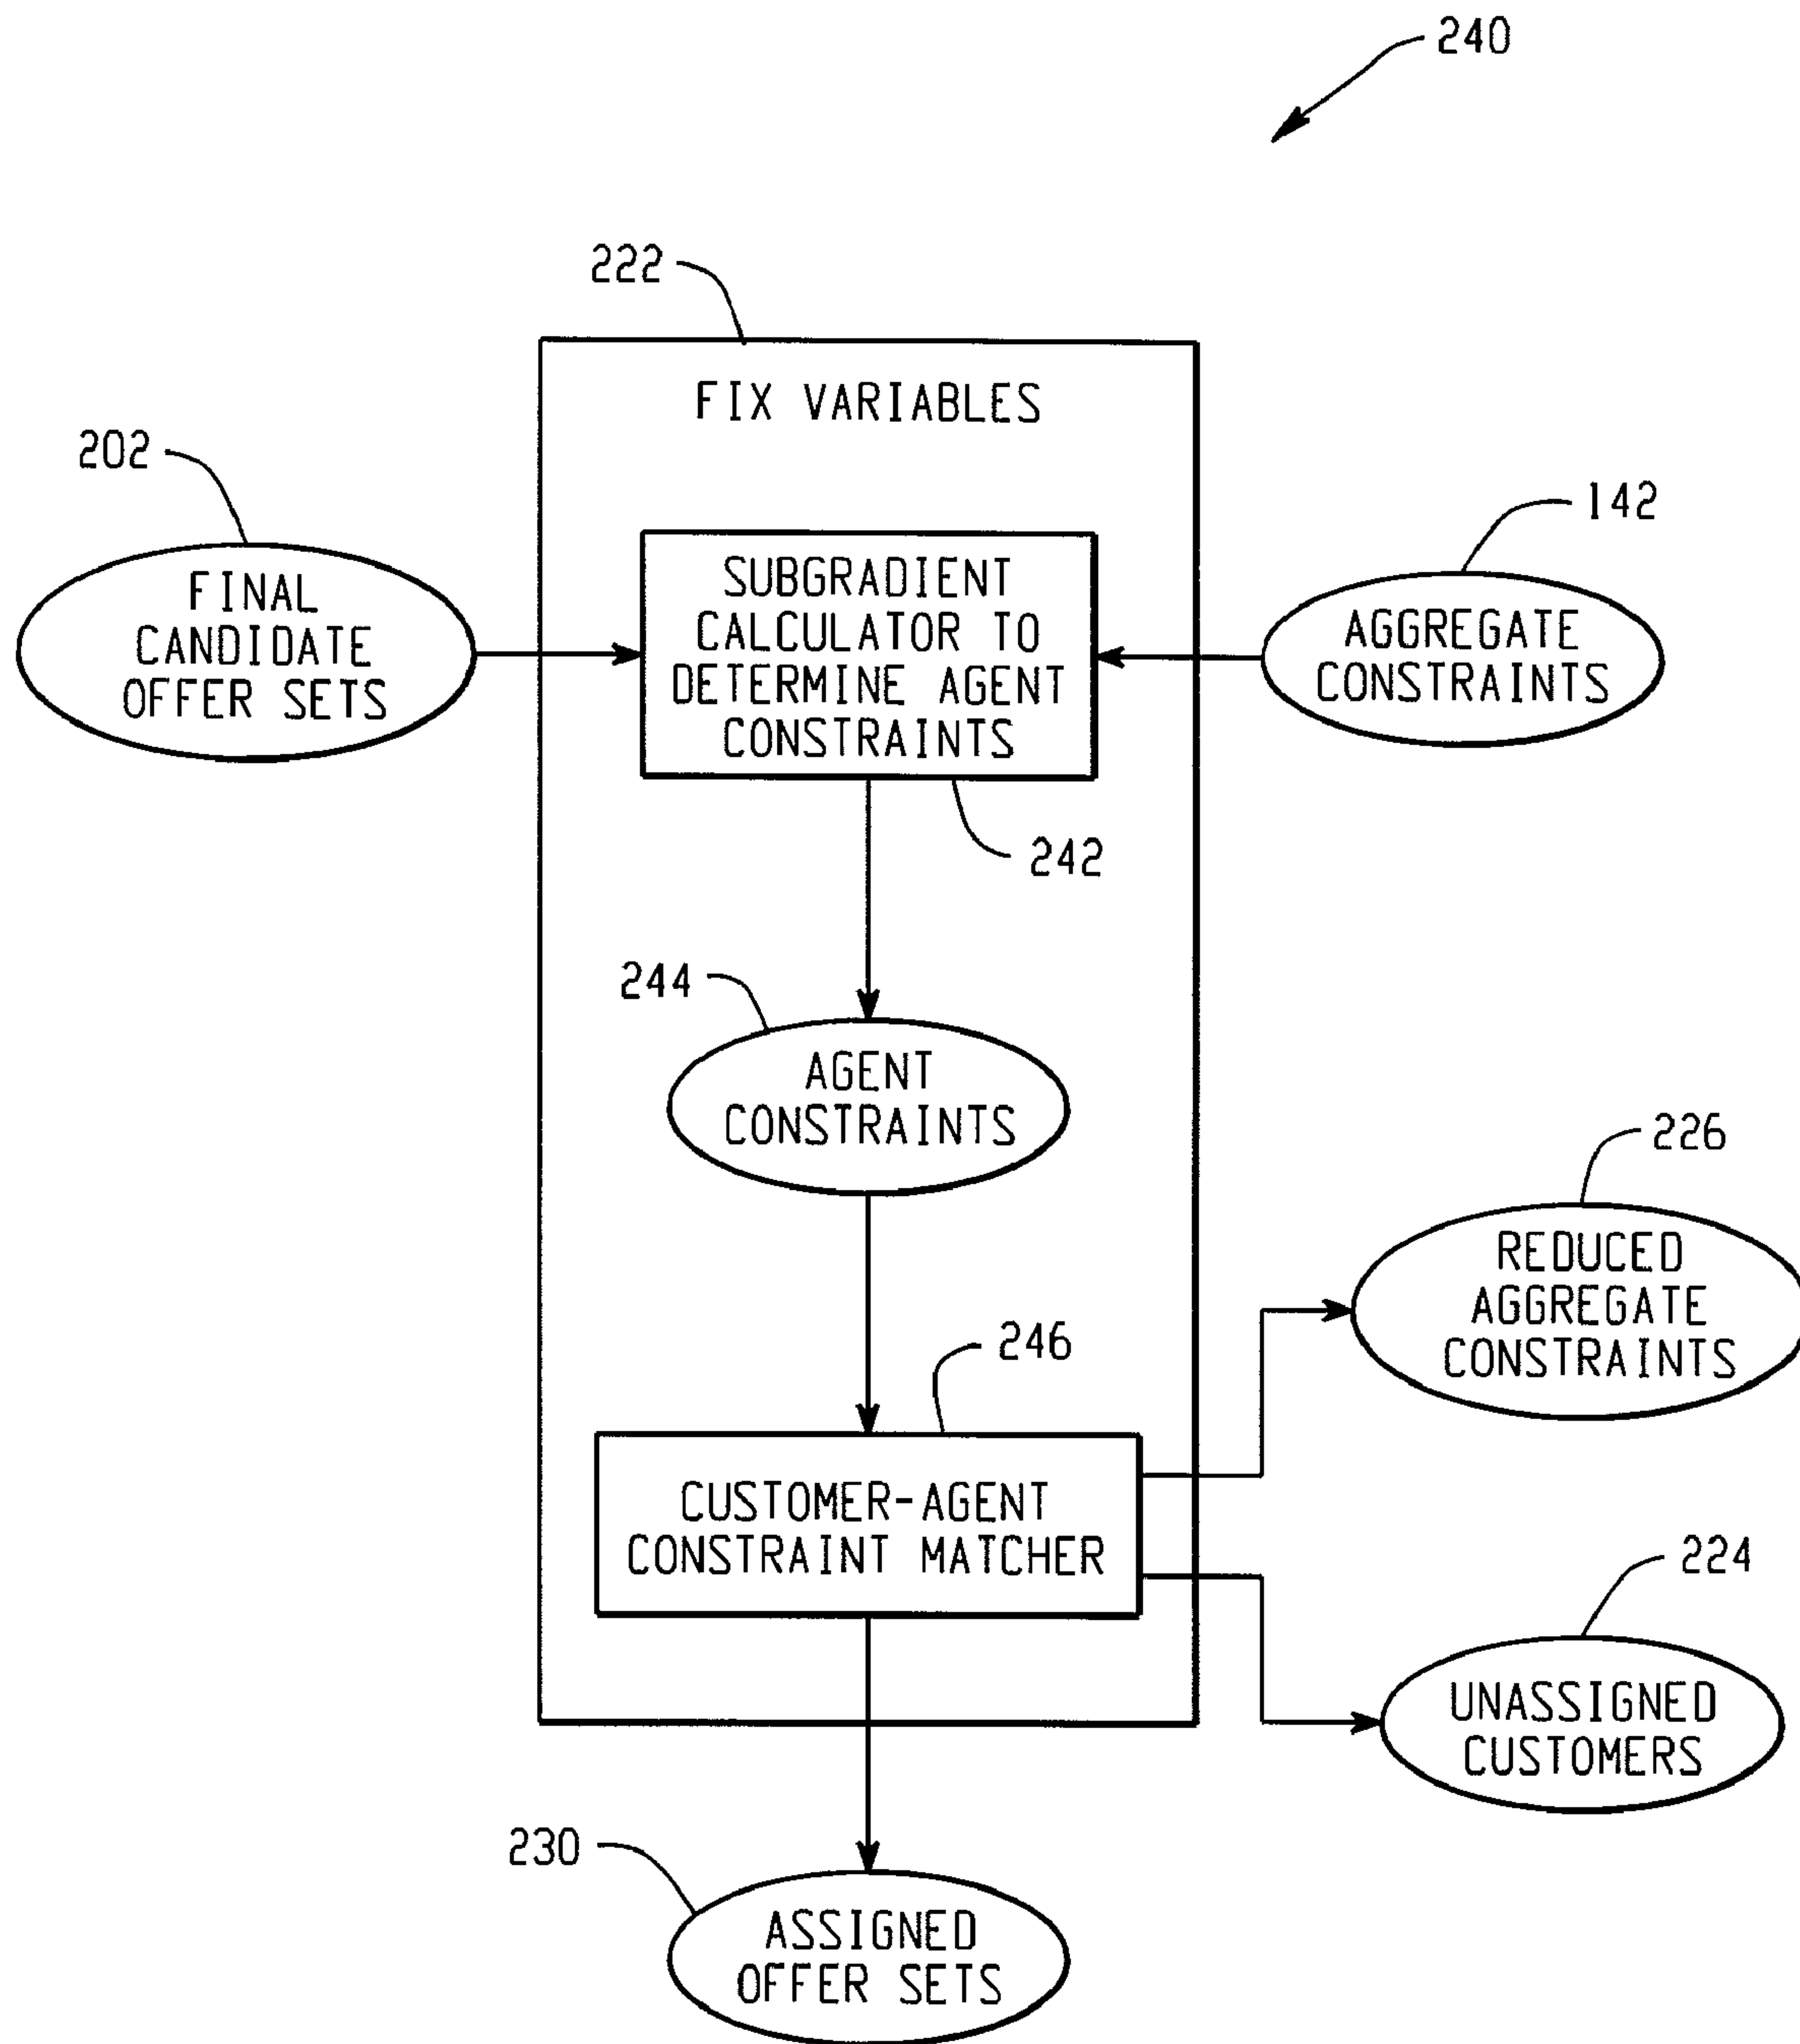 240
222
FIX VARIABLES
202
FINAL
CANDIDATE
OFFER SETS
SUBGRADIENT
CALCULATOR TO
DETERMINE AGENT
CONSTRAINTS
142
AGGREGATE
CONSTRAINTS
242
244
AGENT
CONSTRAINTS
226
REDUCED
AGGREGATE
CONSTRAINTS
246
CUSTOMER-AGENT
CONSTRAINT MATCHER
224
UNASSIGNED
CUSTOMERS
230
ASSIGNED
OFFER SETS